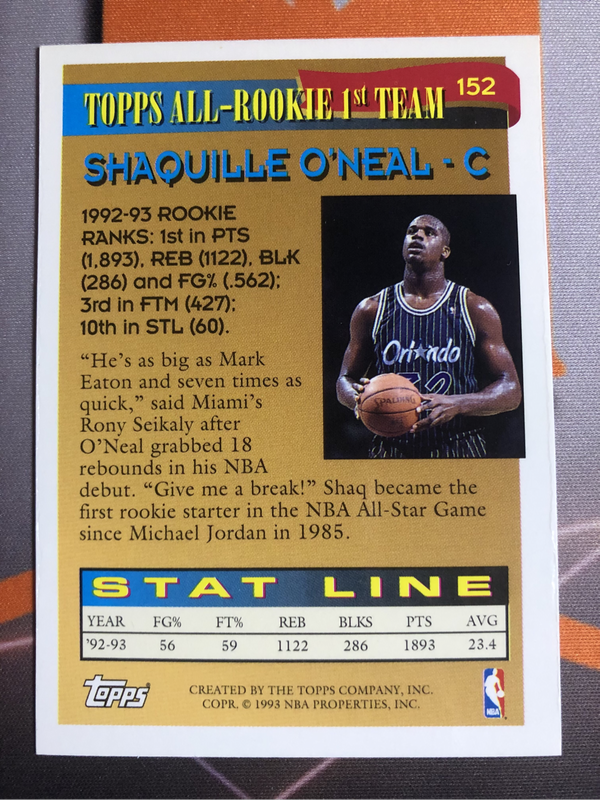 TOPPS ALL-ROOKIE 1st TEAM
152
SHAQUILLE O'NEAL - C
1992-93 ROOKIE
RANKS: 1st in PTS
(1,893), REB (1122), BLK
(286) and FG% (.562);
3rd in FTM (427);
10th in STL (60).
“He's as big as Mark
Eaton and seven times as
quick,” said Miami's
Rony Seikaly after
O'Neal grabbed 18
rebounds in his NBA
debut. “Give me a break!” Shaq became the
first rookie starter in the NBA All-Star Game
since Michael Jordan in 1985.
Orlando
32
SPALDING
STAT LINE
YEAR FG% FT% REB BLKS PTS AVG
'92-93 56 59 1122 286 1893 23.4
topps®
CREATED BY THE TOPPS COMPANY, INC.
COPR. © 1993 NBA PROPERTIES, INC.
NBA